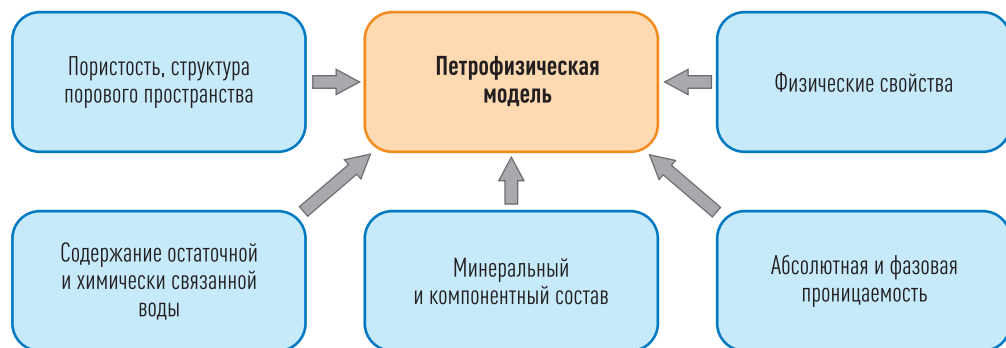 Пористость, структура
порового пространства
Петрофизическая
модель
Физические свойства
Содержание остаточной
и химически связанной
воды
Минеральный
и компонентный состав
Абсолютная и фазовая
проницаемость